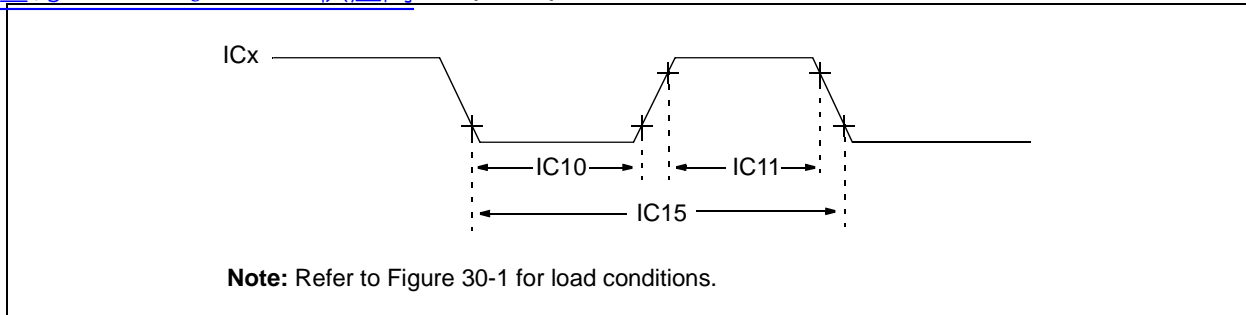 ICx
IC10
IC11
IC15
Note: Refer to Figure 30-1 for load conditions.